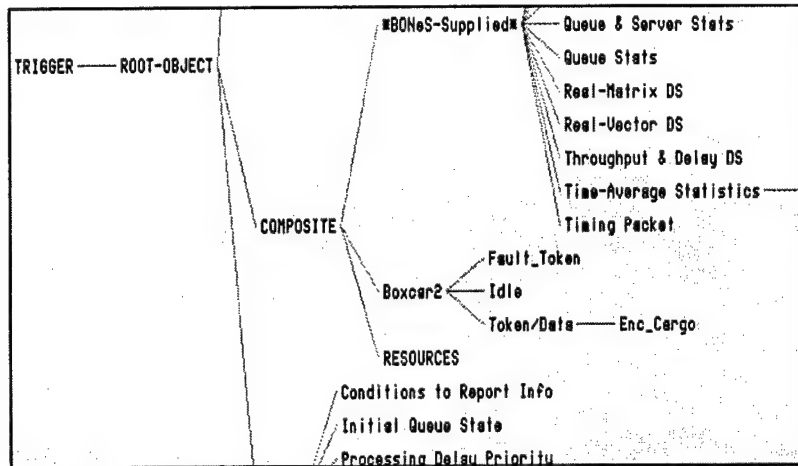 *BONeS-Supplied*
Queue & Server Stats
Queue Stats
TRIGGER
ROOT-OBJECT
Real-Matrix DS
Real-Vector DS
Throughput & Delay DS
Time-Average Statistics
COMPOSITE
Timing Packet
Fault_Token
Boxcar2
Idle
Token/Data
Enc_Cargo
RESOURCES
Conditions to Report Info
Initial Queue State
Processing Delay Priority